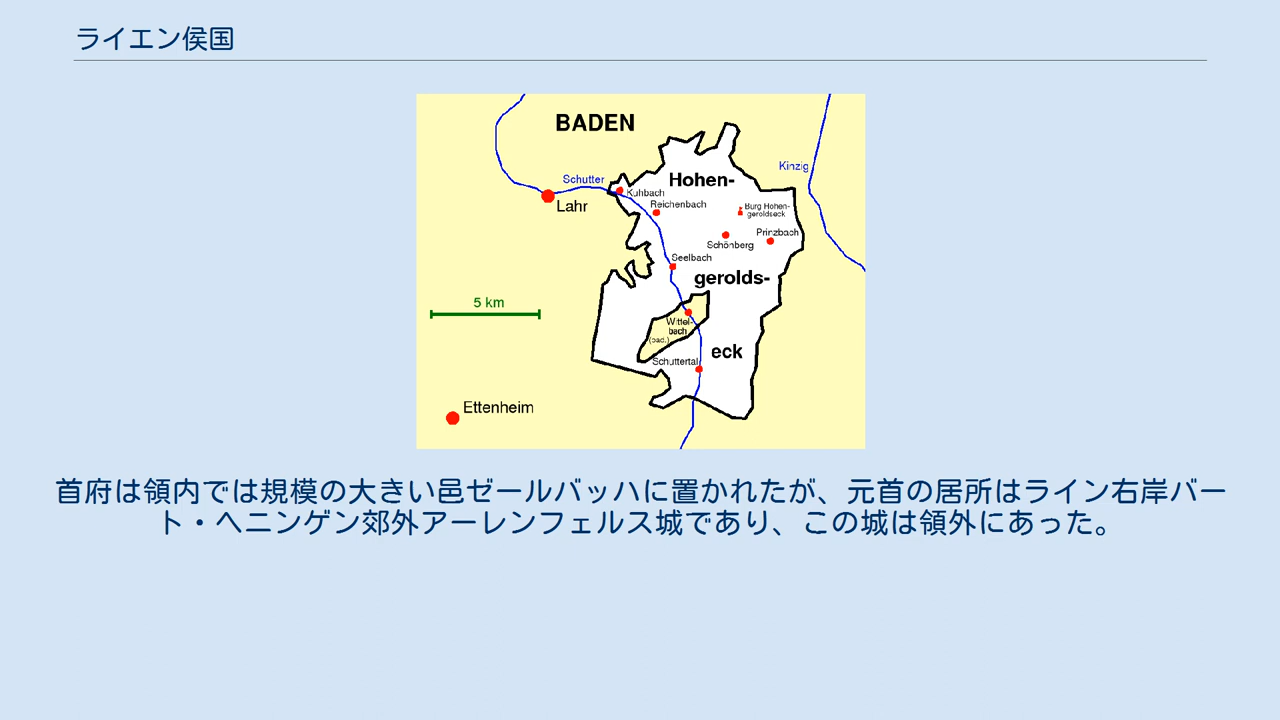 ライエン侯国
BADEN
Kinzig
Schutter
Hohen-
Kuhbach
Lahr
Reichenbach
Burg Hohen-
geroldseck
Prinzbach
Schönberg
Seelbach
gerolds-
5 km
Wittel-
bach
(bad.)
eck
Schuttertal
Ettenheim
首府は領内では規模の大きい邑ゼールバッハに置かれたが、元首の居所はライン右岸バー
ト・ヘニンゲン郊外アーレンフェルス城であり、この城は領外にあった。